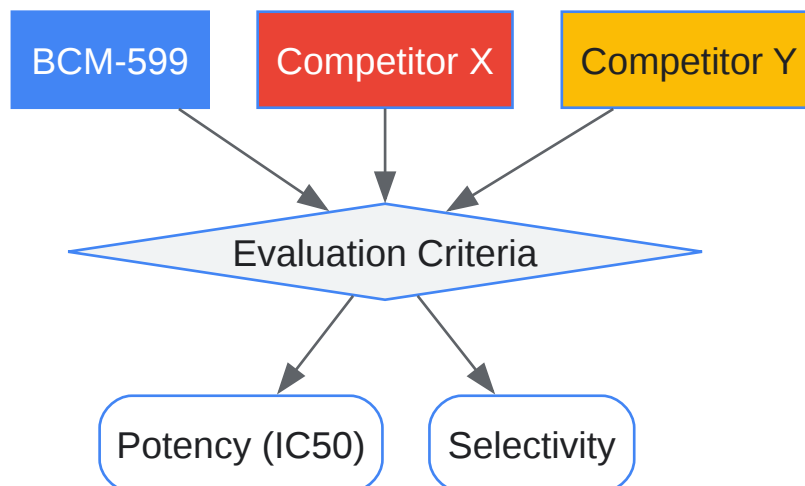 BCM-599
Competitor X
Competitor Y
Evaluation Criteria
Potency (IC50)
Selectivity